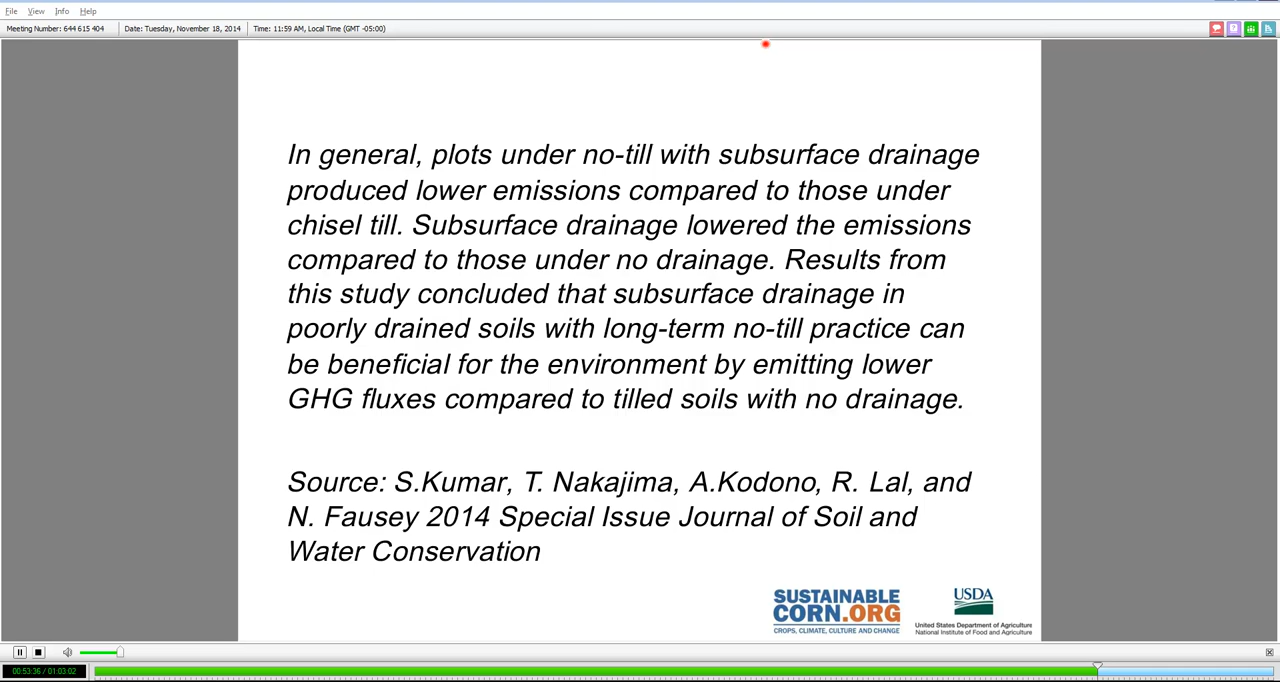 File View Info Help
Meeting Number: 644 615 404 Date: Tuesday, November 18, 2014 Time: 11:59 AM, Local Time (GMT -05:00)
In general, plots under no-till with subsurface drainage
produced lower emissions compared to those under
chisel till. Subsurface drainage lowered the emissions
compared to those under no drainage. Results from
this study concluded that subsurface drainage in
poorly drained soils with long-term no-till practice can
be beneficial for the environment by emitting lower
GHG fluxes compared to tilled soils with no drainage.
Source: S.Kumar, T. Nakajima, A.Kodono, R. Lal, and
N. Fausey 2014 Special Issue Journal of Soil and
Water Conservation
SUSTAINABLE
CORN.ORG
CROPS, CLIMATE, CULTURE AND CHANGE
USDA
United States Department of Agriculture
National Institute of Food and Agriculture
00:53:36 / 01:03:02